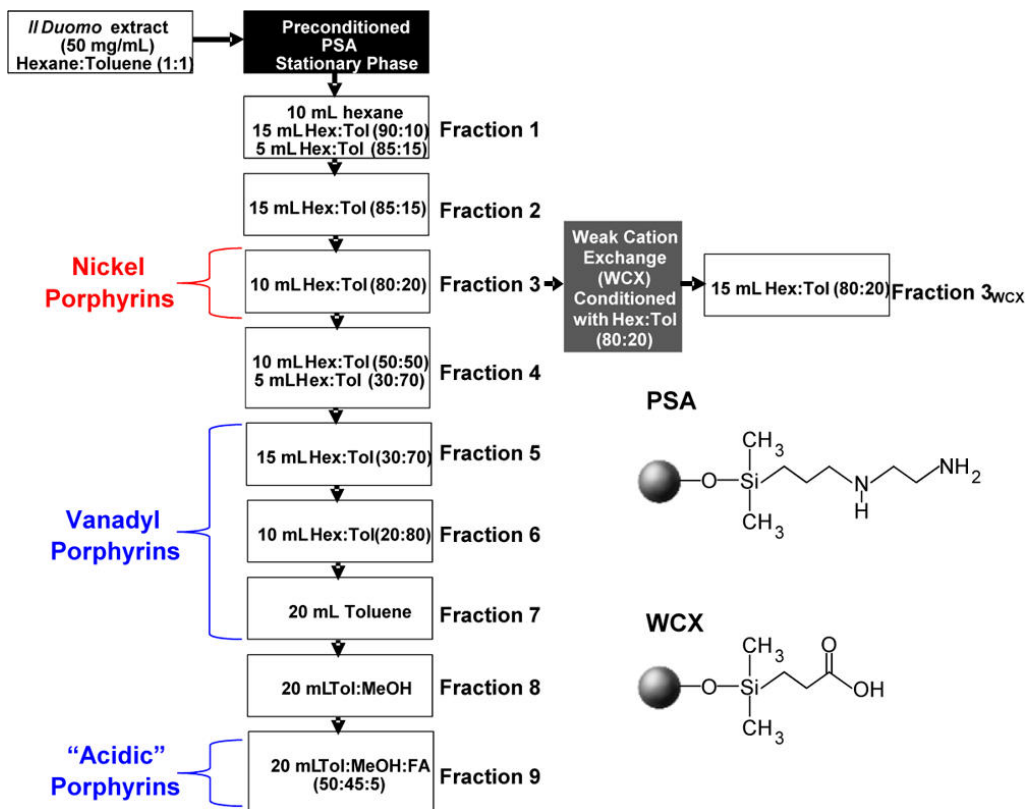 Il Duomo extract
(50 mg/mL)
Hexane:Toluene (1:1)
Preconditioned
PSA
Stationary Phase
10 mL hexane
15 mL Hex:Tol (90:10)
5 mL Hex:Tol (85:15)
Fraction 1
15 mL Hex:Tol (85:15)
Fraction 2
Nickel
Porphyrins
10 mL Hex:Tol (80:20)
Fraction 3
Weak Cation
Exchange
(WCX)
Conditioned
with Hex:Tol
(80:20)
15 mL Hex:Tol (80:20)
Fraction 3WCX
10 mL Hex:Tol (50:50)
5 mL Hex:Tol (30:70)
Fraction 4
Vanadyl
Porphyrins
15 mL Hex:Tol (30:70)
Fraction 5
10 mL Hex:Tol(20:80)
Fraction 6
20 mL Toluene
Fraction 7
20 mLTol:MeOH
Fraction 8
“Acidic”
Porphyrins
20 mLTol:MeOH:FA
(50:45:5)
Fraction 9
PSA
CH3
O
Si
CH3
N
H
NH2
WCX
CH3
O
Si
CH3
O
OH